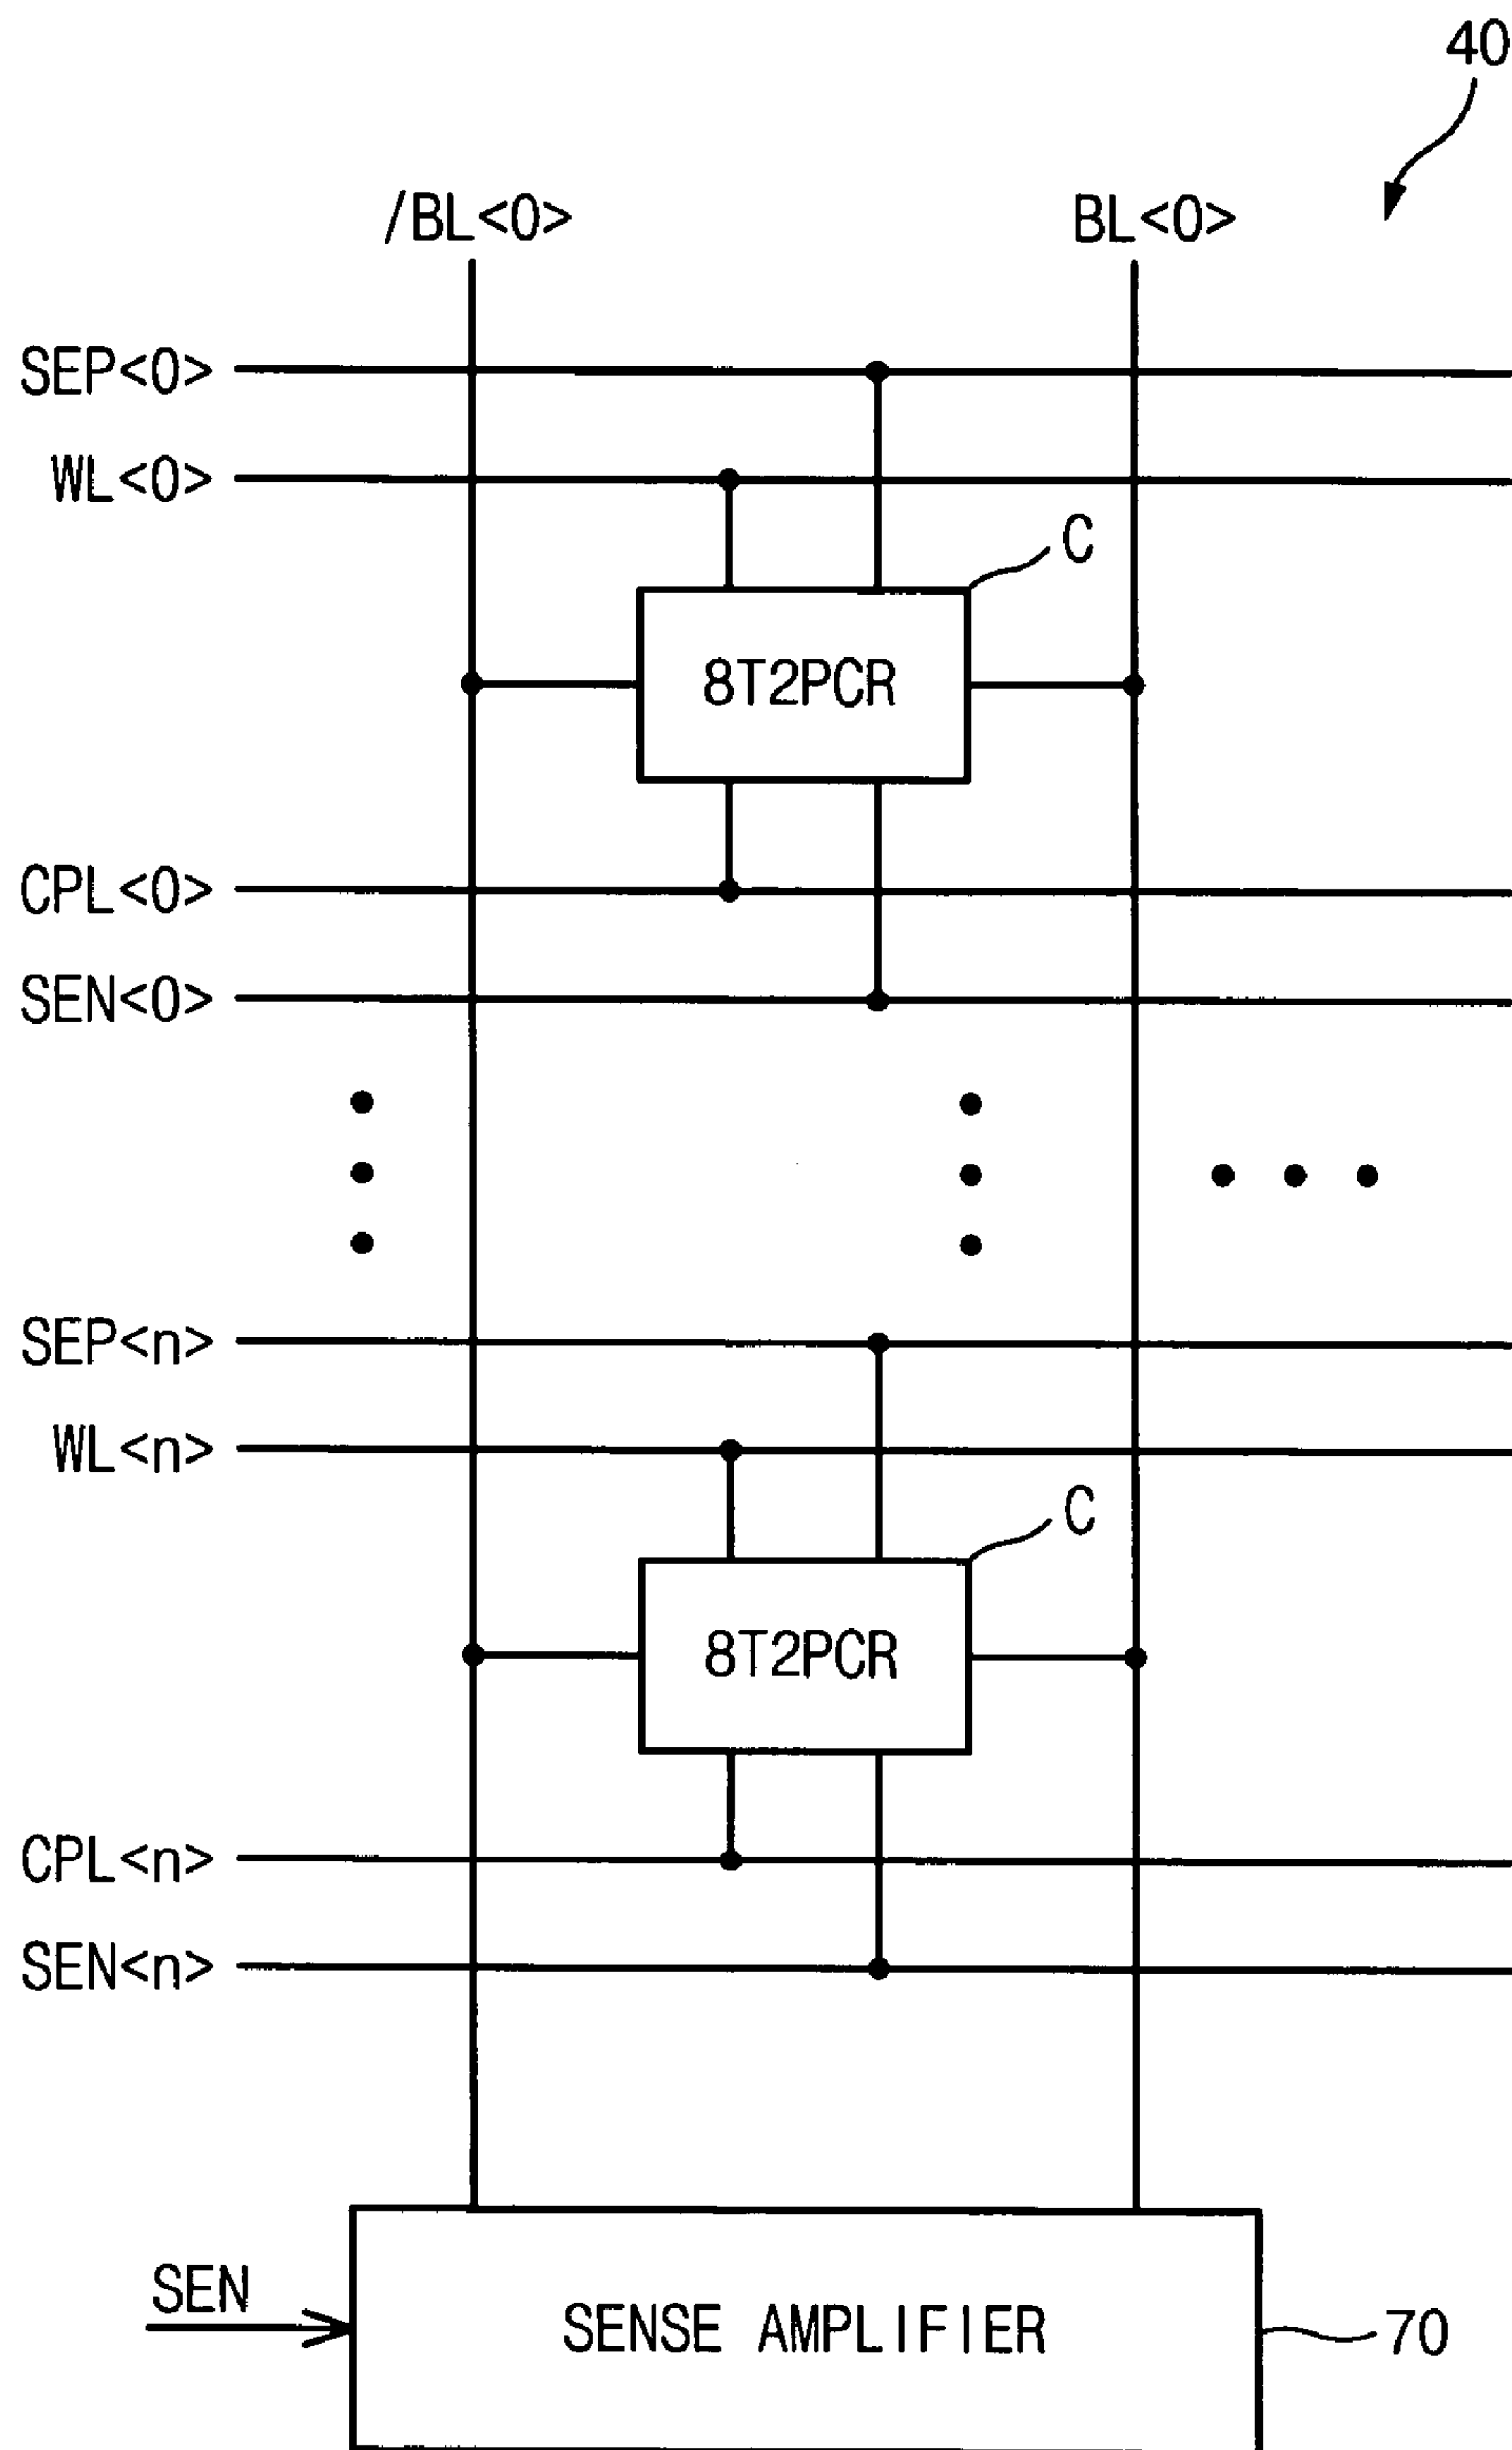 40
/BL<0> BL<0>
SEP<0>
WL<0>
C
8T2PCR
CPL<0>
SEN<0>
SEP<n>
WL<n>
C
8T2PCR
CPL<n>
SEN<n>
SEN
SENSE AMPLIFIER
70